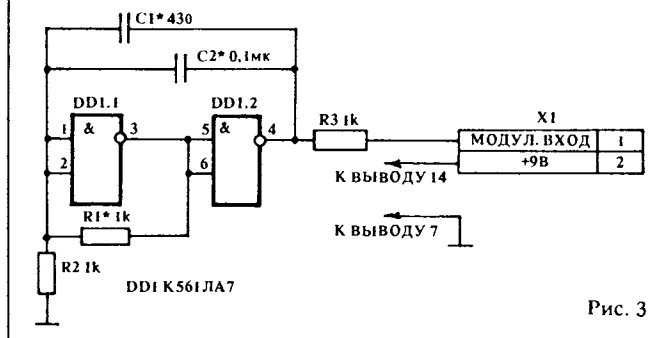 C1* 430
C2* 0,1мк
DD1.1
DD1.2
&
&
1
2
3
5
6
4
R3 1k
X1
МОДУЛ. ВХОД 1
+9В 2
К ВЫВОДУ 14
R1* 1k
К ВЫВОДУ 7
R2 1k
DD1 К561ЛА7
Рис. 3